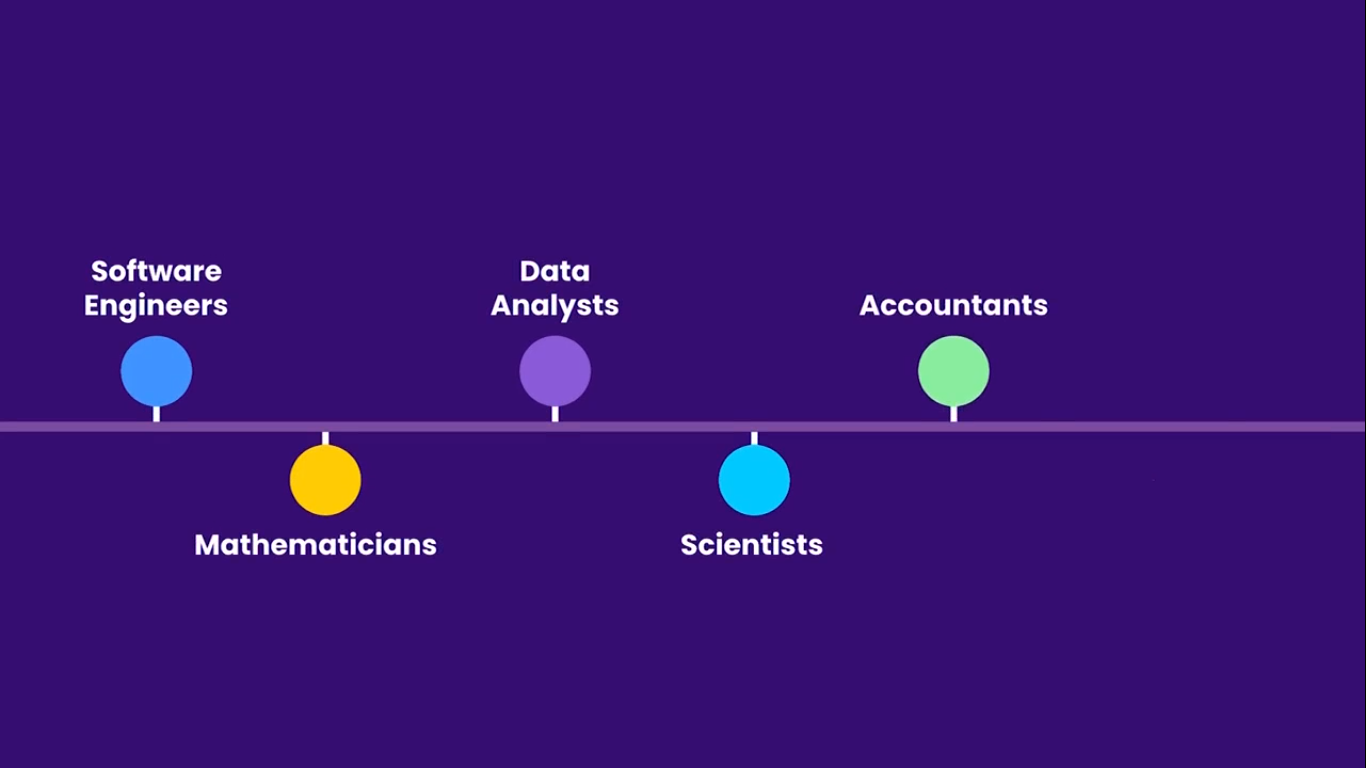 Software
Engineers
Data
Analysts
Accountants
Mathematicians
Scientists